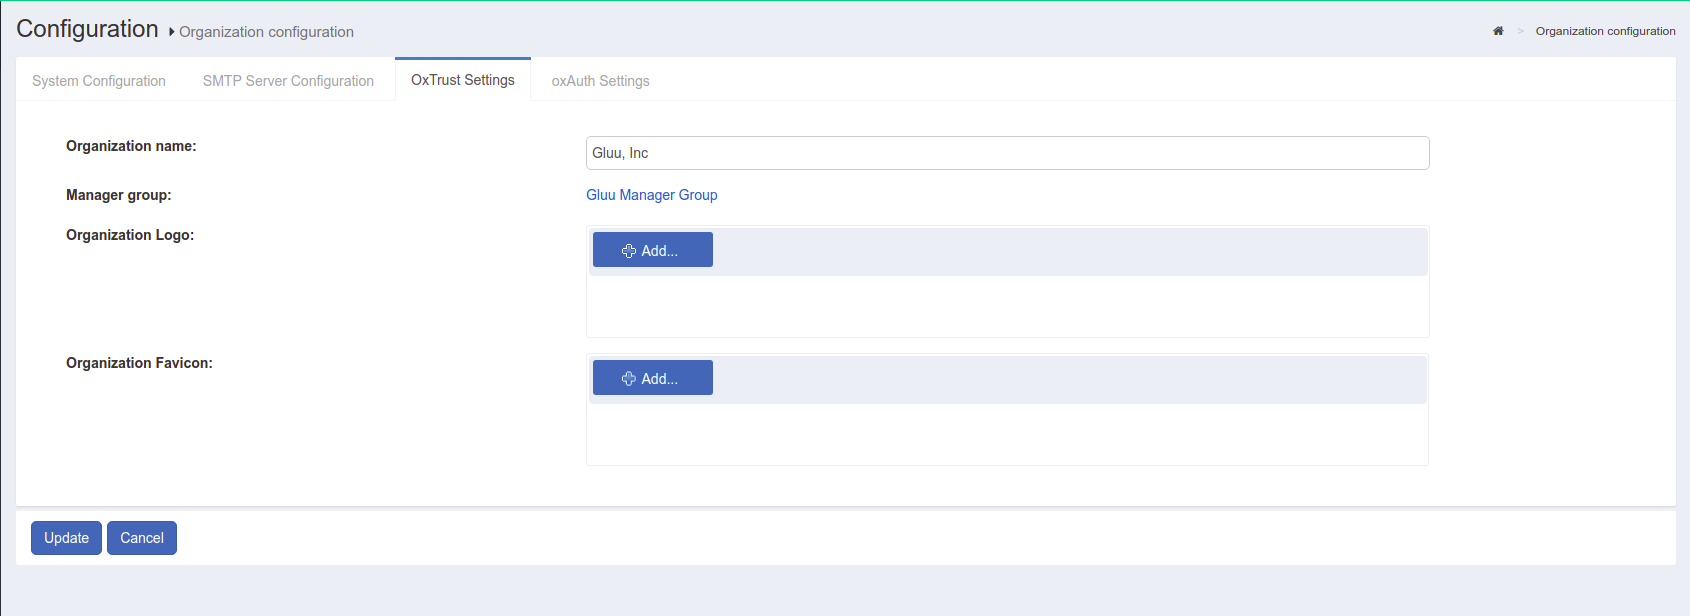 Configuration Organization configuration
> Organization configuration
System Configuration SMTP Server Configuration OxTrust Settings oxAuth Settings
Organization name: Gluu, Inc
Manager group: Gluu Manager Group
Organization Logo: Add...
Organization Favicon: Add...
Update Cancel